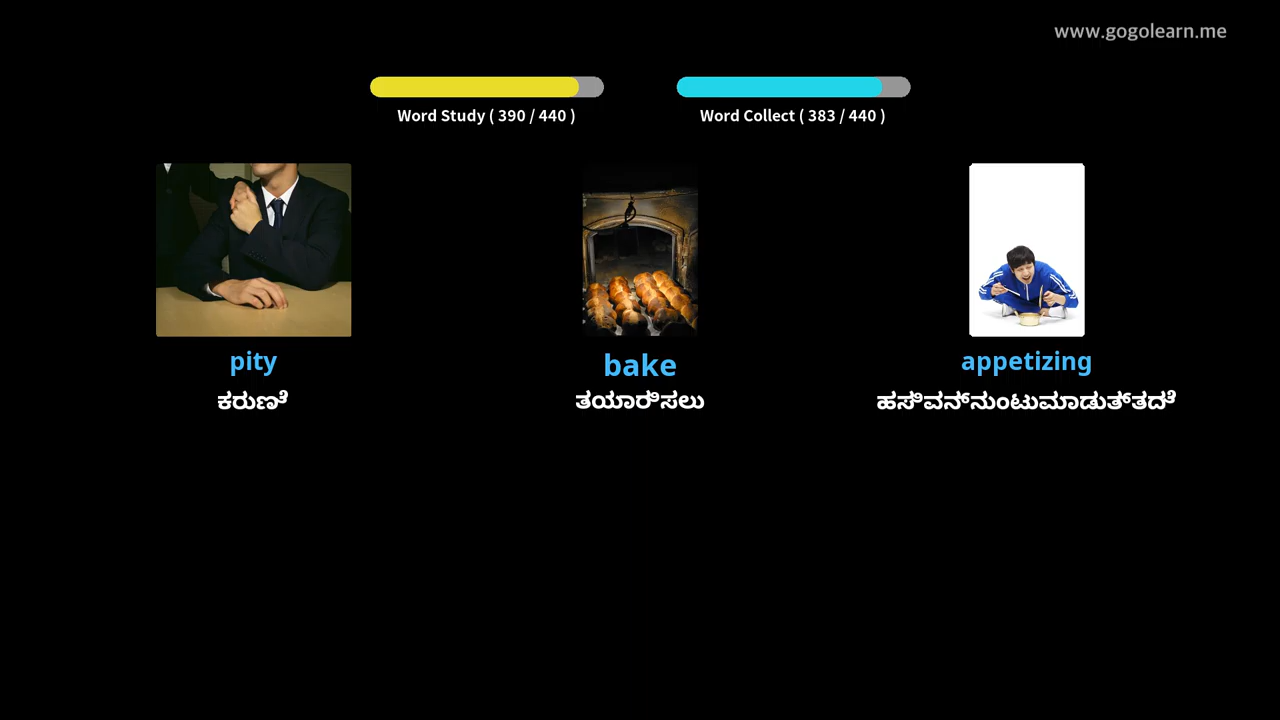 www.gogolearn.me
Word Study ( 390 / 440 )
Word Collect ( 383 / 440 )
pity
bake
appetizing
ಕರುಣೆ
ತಯಾರಿಸಲು
ಹಸಿವನ್ನುಂಟುಮಾಡುತ್ತದೆ